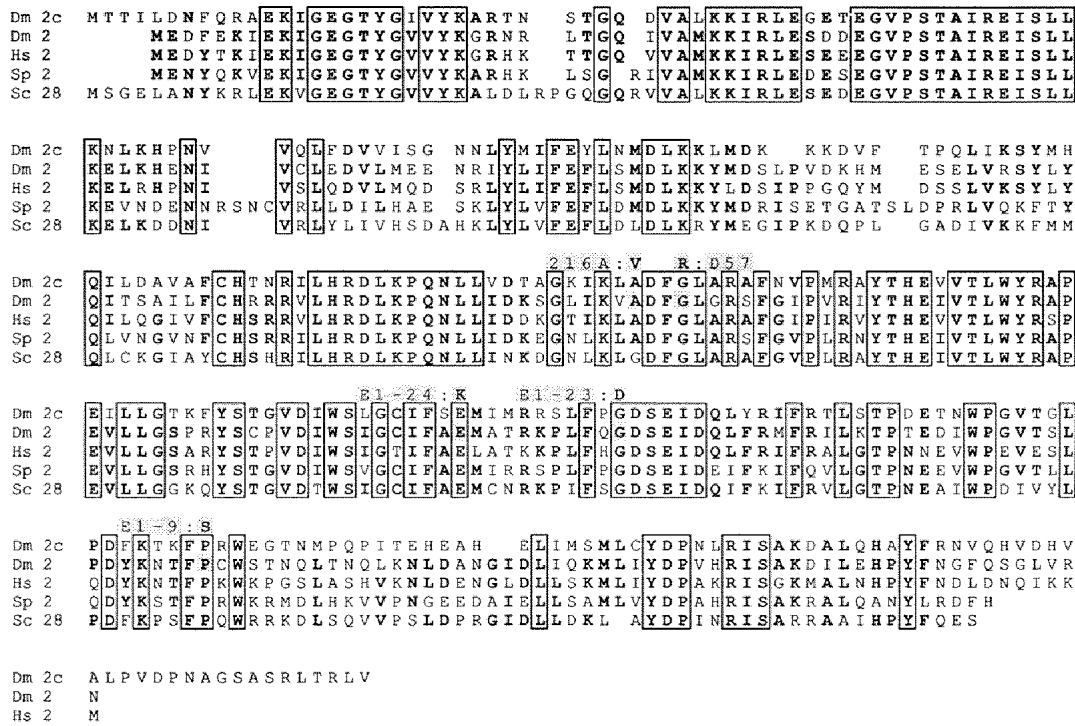 Dm 2c MTTILDNFQRAEKIGEGTYGIVYKARTN STGQ DVALKKIRLEGETEGVPSTAIREISLL
Dm 2 MEDFEKIEKIGEGTYGVVYKGRNR LTGQ IVAMKKIRLESDDEGVPSTAIREISLL
Hs 2 MEDYTKIEKIGEGTYGVVYKGRHK TTGQ VVAMKKIRLESEEEGVPSTAIREISLL
Sp 2 MENYQKVEKIGEGTYGVVYKARHK LSG RIVAMKKIRLEDESEGVPSTAIREISLL
Sc 28 MSGELANYKRLEKVGEGTYGVVYKALDLRPGQGQRVVALKKIRLESEDEGVPSTAIREISLL
Dm 2c KNLKHPNV VQLFDVVISG NNLYMIFEYLNMDLKKLMDK KKDVF TPQLIKSYMH
Dm 2 KELKHENI VCLEDVLMEE NRIYLIFEFLSMDLKKYMDSLPVDKHM ESELVRSYLY
Hs 2 KELRHPNI VSLQDVLMQD SRLYLIFEFLSMDLKKYLDSIPPGQYM DSSLVKSYLY
Sp 2 KEVNDENNRSNCVRLLDILHAE SKLYLVFEFLDMDLKKYMDRISETGATSLDPRLVQKFTY
Sc 28 KELKDDNI VRLYLIVHSDAHKLYLVFEFLDLDLKRYMEGIPKDQPL GADIVKKFMM
216A:V R:D57
Dm 2c QILDAVAFCHTNRILHRDLKPQNLLVDTAGKIKLADFGLARAFNVPMRAYTHEVVTLWYRAP
Dm 2 QITSAILFCHRRRVLHRDLKPQNLLIDKSGLIKVADFGLGRSFGIPVRIYTHEIVTLWYRAP
Hs 2 QILQGIVFCHSRRVLHRDLKPQNLLIDDKGTIKLADFGLARAFGIPIRVYTHEVVTLWYRSP
Sp 2 QLVNGVNFCHSRRIIHRDLKPQNLLIDKEGNLKLADFGLARSFGVPLRNYTHEIVTLWYRAP
Sc 28 QLCKGIAYCHSHRILHRDLKPQNLLINKDGNLKLGDFGLARAFGVPLRAYTHEIVTLWYRAP
E1-24:K E1-23:D
Dm 2c EILLGTKFYSTGVDIWSLGCIFSEMIMRRSLFPGDSEIDQLYRIFRTLSTPDETNWPGVTGL
Dm 2 EVLLGSPRYSCPVDIWSIGCIFAEMATRKPLFQGDSEIDQLFRMFRILKTPTEDIWPGVTSL
Hs 2 EVLLGSARYSTPVDIWSIGTIFAELATKKPLFHGDSEIDQLFRIFRALGTPNNEVWPEVESL
Sp 2 EVLLGSRHYSTGVDIWSVGCIFAEMIRRSPLFPGDSEIDEIFKIFQVLGTPNEEVWPGVTLL
Sc 28 EVLLGGKQYSTGVDTWSIGCIFAEMCNRKPIFSGDSEIDQIFKIFRVLGTPNEAIWPDIVYL
E1-9:S
Dm 2c PDFKTKFPRWEGTNMPQPITEHEAH ELIMSMLCYDPNLRISAKDALQHAYFRNVQHVDHV
Dm 2 PDYKNTFPCWSTNQLTNQLKNLDANGIDLIQKMLIYDPVHRISAKDILEHPYFNGFQSGLVR
Hs 2 QDYKNTFPKWKPGSLASHVKNLDENGLDLLSKMLIYDPAKRISGKMALNHPYFNDLDNQIKK
Sp 2 QDYKSTFPRWKRMDLHKVVPNGEEDAIELLSAMLVYDPAHRISAKRALQANYLRDFH
Sc 28 PDFKPSFPQWRRKDLSQVVPSLDPRGIDLLDKL AYDPINRISARRAAIHPYFQES
Dm 2c ALPVDPNAGSASRLTRLV
Dm 2 N
Hs 2 M